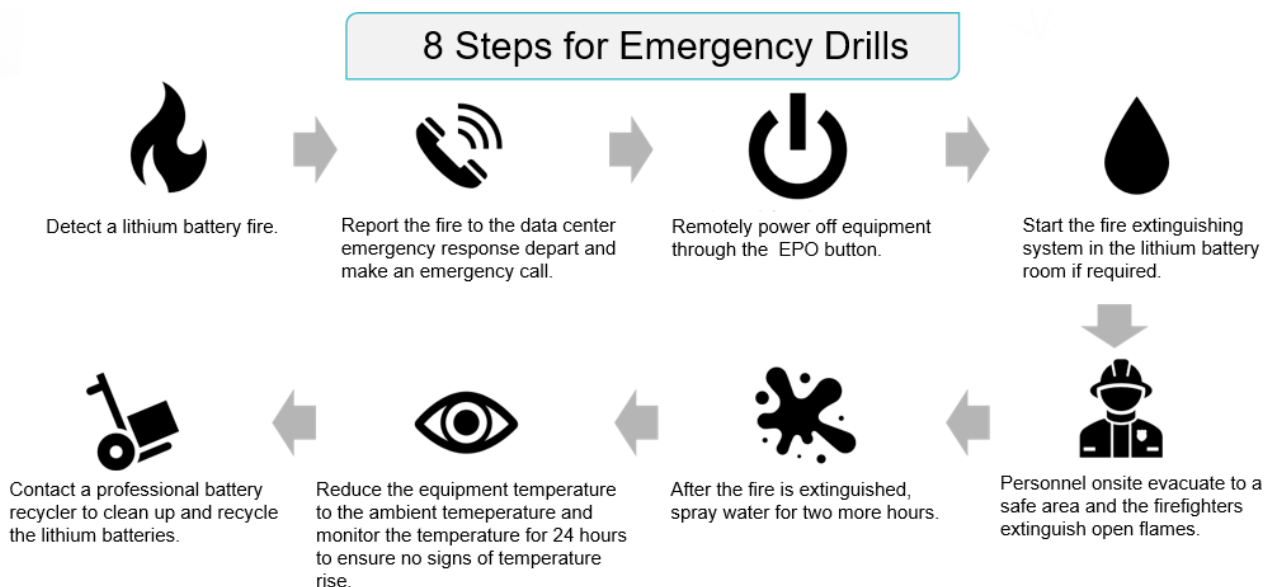 8 Steps for Emergency Drills
Detect a lithium battery fire.
Report the fire to the data center
emergency response depart and
make an emergency call.
Remotely power off equipment
through the EPO button.
Start the fire extinguishing
system in the lithium battery
room if required.
Personnel onsite evacuate to a
safe area and the firefighters
extinguish open flames.
After the fire is extinguished,
spray water for two more hours.
Reduce the equipment temperature
to the ambient temeperature and
monitor the temperature for 24 hours
to ensure no signs of temperature
rise.
Contact a professional battery
recycler to clean up and recycle
the lithium batteries.